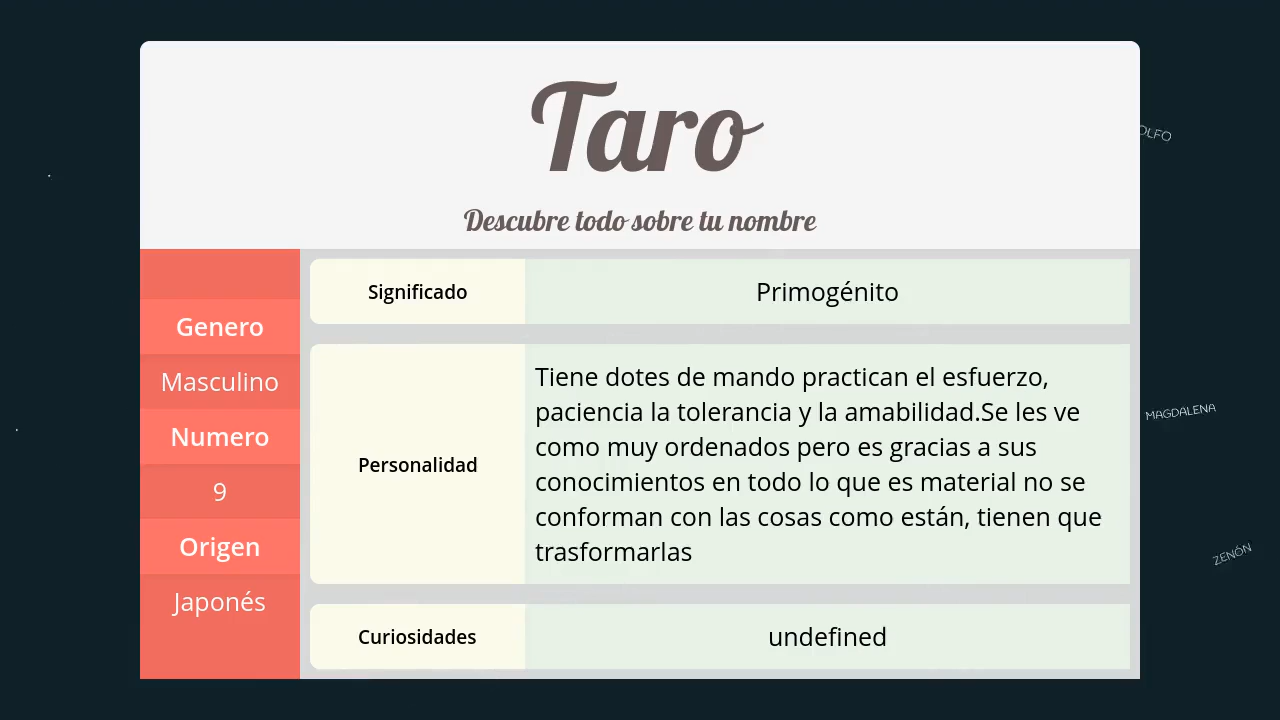 Taro
Descubre todo sobre tu nombre
Genero
Masculino
Numero
9
Origen
Japonés
Significado
Primogénito
Personalidad
Tiene dotes de mando practican el esfuerzo,
paciencia la tolerancia y la amabilidad.Se les ve
como muy ordenados pero es gracias a sus
conocimientos en todo lo que es material no se
conforman con las cosas como están, tienen que
trasformarlas
Curiosidades
undefined
OLFO
MAGDALENA
ZENÓN